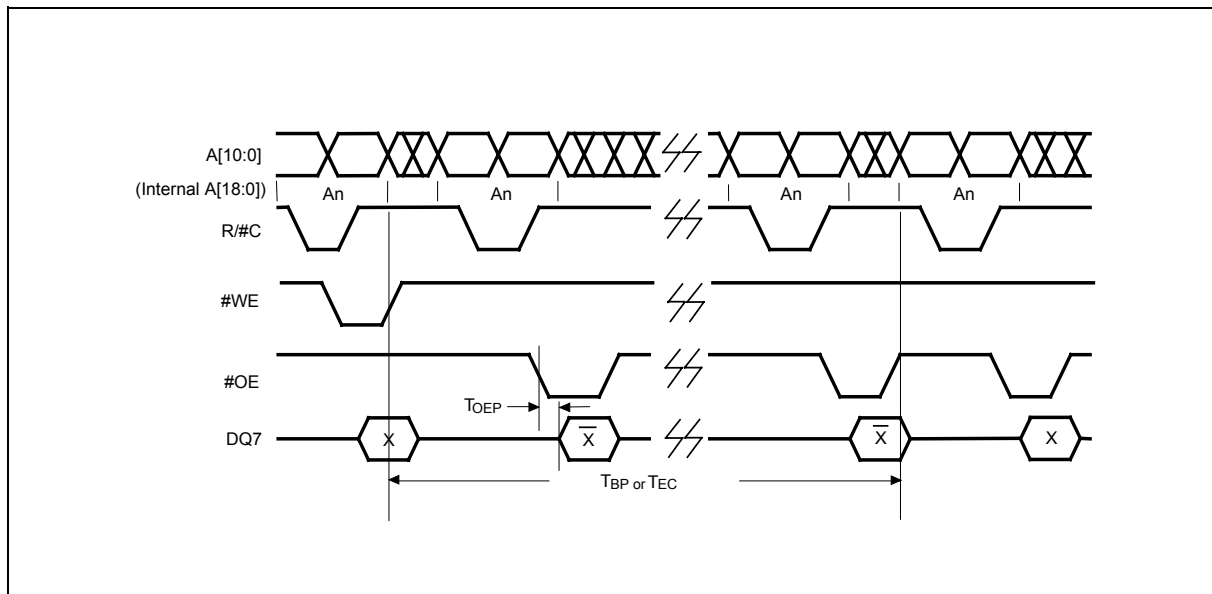 A[10:0]
(Internal A[18:0])
An An An An
R/#C
#WE
#OE
TOEP
DQ7
X X̅ X̅ X
TBP or TEC